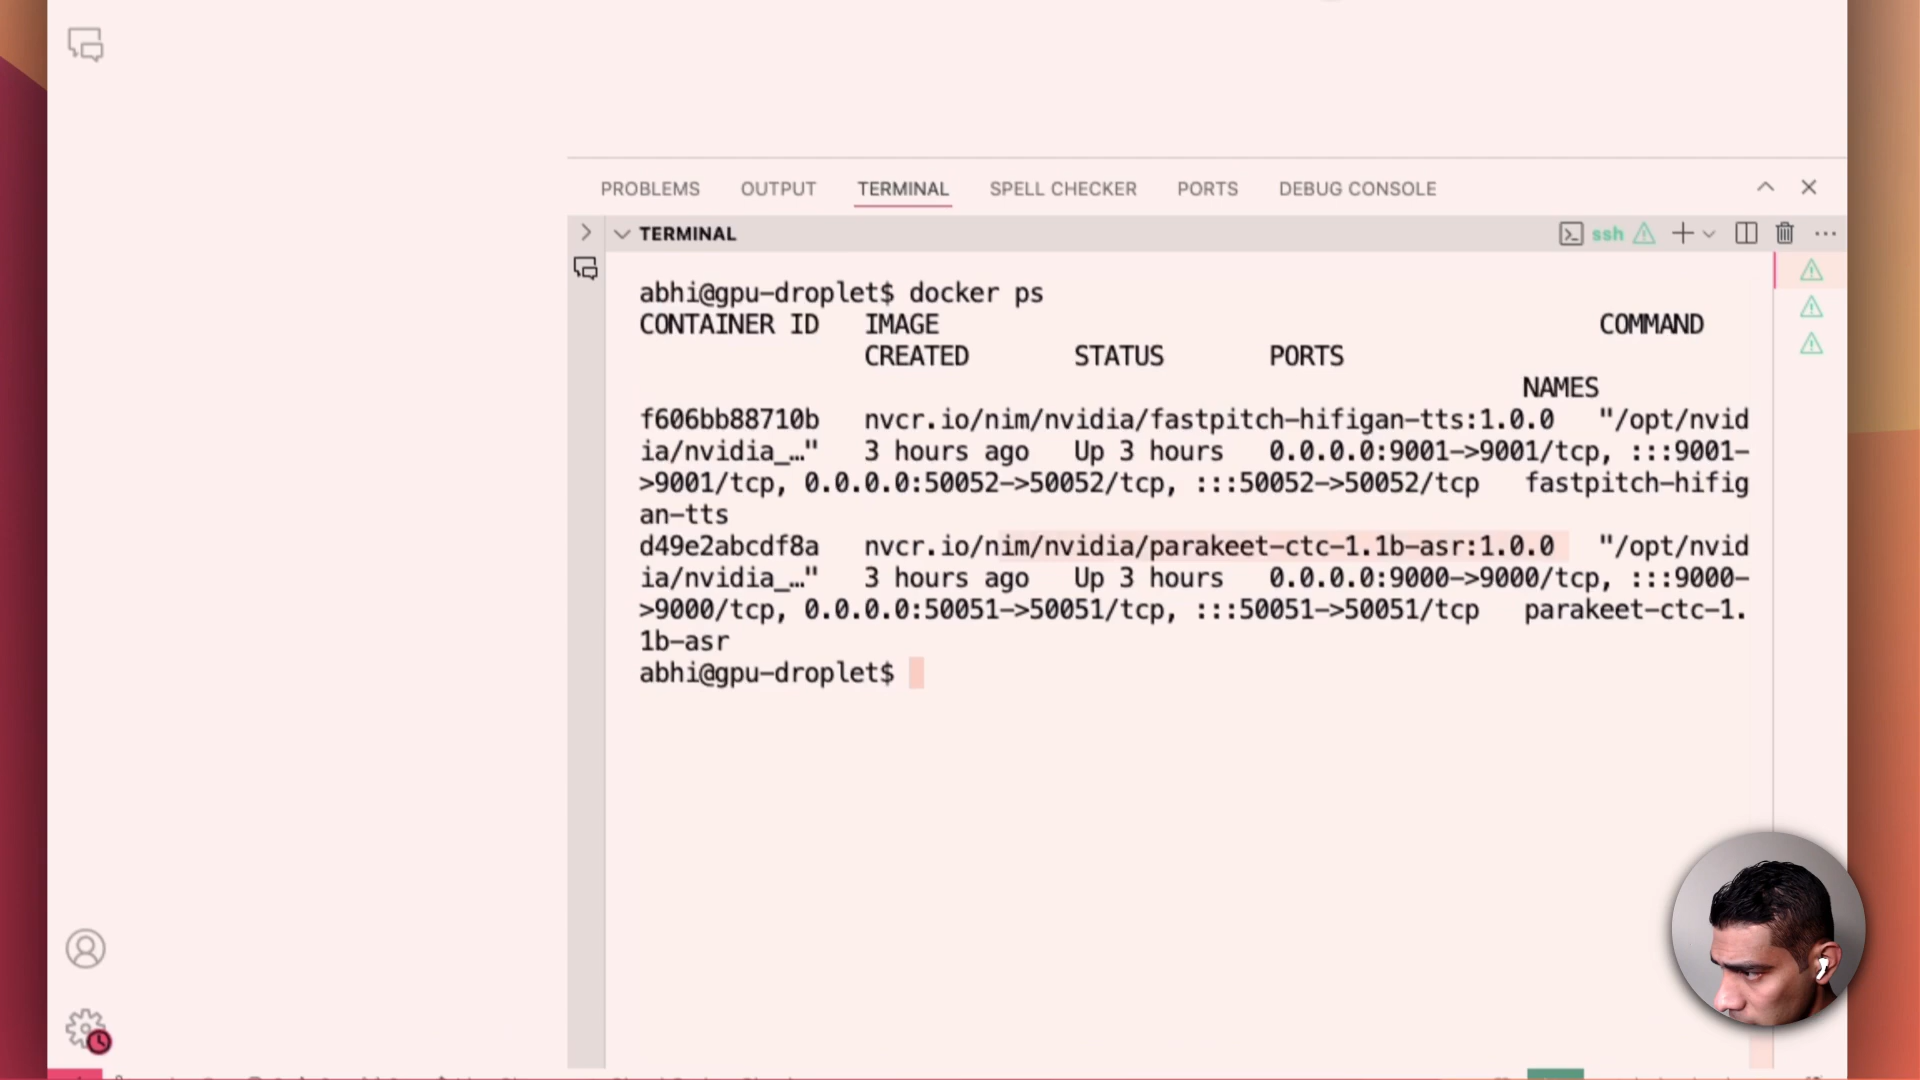 PROBLEMS OUTPUT TERMINAL SPELL CHECKER PORTS DEBUG CONSOLE
TERMINAL ssh
abhi@gpu-droplet$ docker ps
CONTAINER ID IMAGE COMMAND
CREATED STATUS PORTS
NAMES
f606bb88710b nvcr.io/nim/nvidia/fastpitch-hifigan-tts:1.0.0 "/opt/nvid
ia/nvidia_…" 3 hours ago Up 3 hours 0.0.0.0:9001->9001/tcp, :::9001-
>9001/tcp, 0.0.0.0:50052->50052/tcp, :::50052->50052/tcp fastpitch-hifig
an-tts
d49e2abcdf8a nvcr.io/nim/nvidia/parakeet-ctc-1.1b-asr:1.0.0 "/opt/nvid
ia/nvidia_…" 3 hours ago Up 3 hours 0.0.0.0:9000->9000/tcp, :::9000-
>9000/tcp, 0.0.0.0:50051->50051/tcp, :::50051->50051/tcp parakeet-ctc-1.
1b-asr
abhi@gpu-droplet$